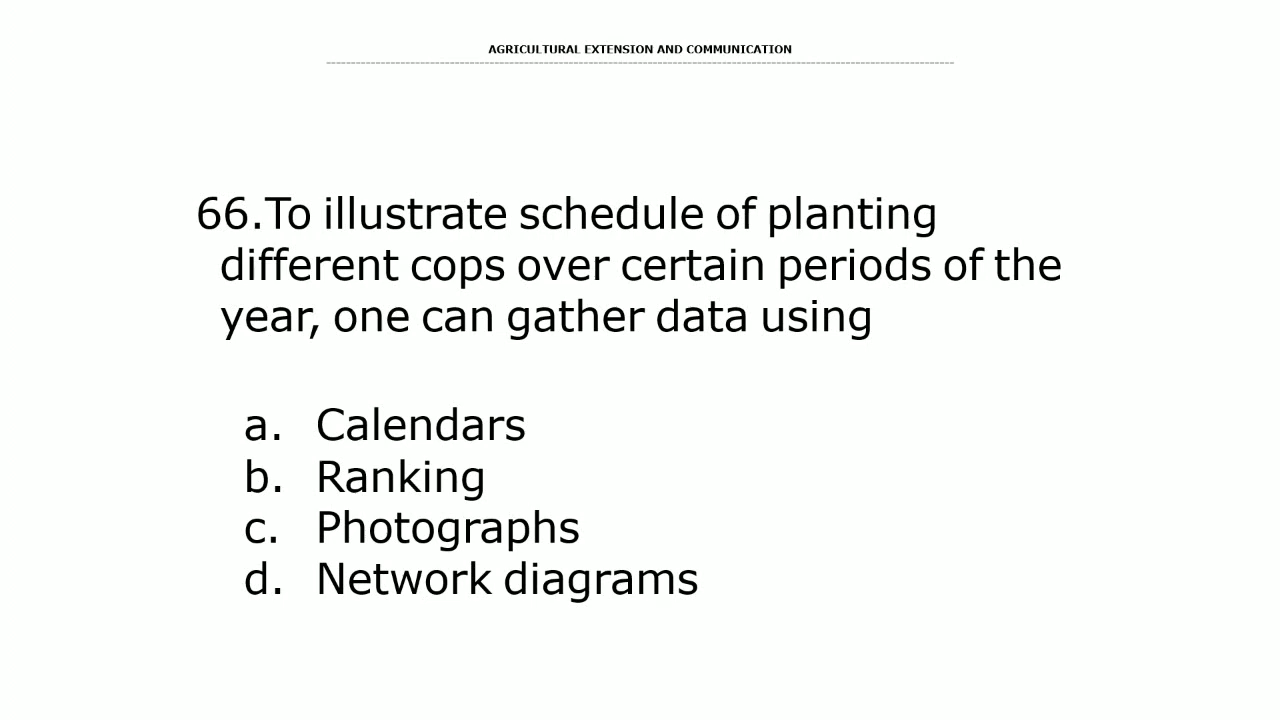 AGRICULTURAL EXTENSION AND COMMUNICATION
66.To illustrate schedule of planting
different cops over certain periods of the
year, one can gather data using
a. Calendars
b. Ranking
c. Photographs
d. Network diagrams